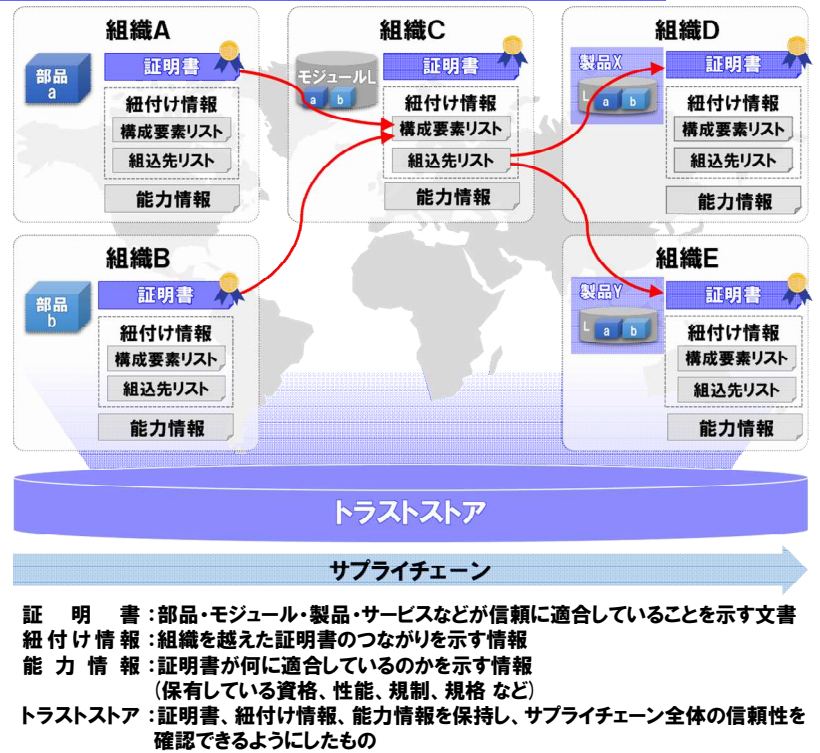 組織A
部品
a
証明書
紐付け情報
構成要素リスト
組込先リスト
能力情報
組織B
部品
b
証明書
紐付け情報
構成要素リスト
組込先リスト
能力情報
組織C
モジュールL
a b
証明書
紐付け情報
構成要素リスト
組込先リスト
能力情報
組織D
製品X
L a b
証明書
紐付け情報
構成要素リスト
組込先リスト
能力情報
組織E
製品Y
L a b
証明書
紐付け情報
構成要素リスト
組込先リスト
能力情報
トラストストア
サプライチェーン
証明書:部品・モジュール・製品・サービスなどが信頼に適合していることを示す文書
紐付け情報:組織を越えた証明書のつながりを示す情報
能力情報:証明書が何に適合しているのかを示す情報
(保有している資格、性能、規制、規格 など)
トラストストア:証明書、紐付け情報、能力情報を保持し、サプライチェーン全体の信頼性を
確認できるようにしたもの